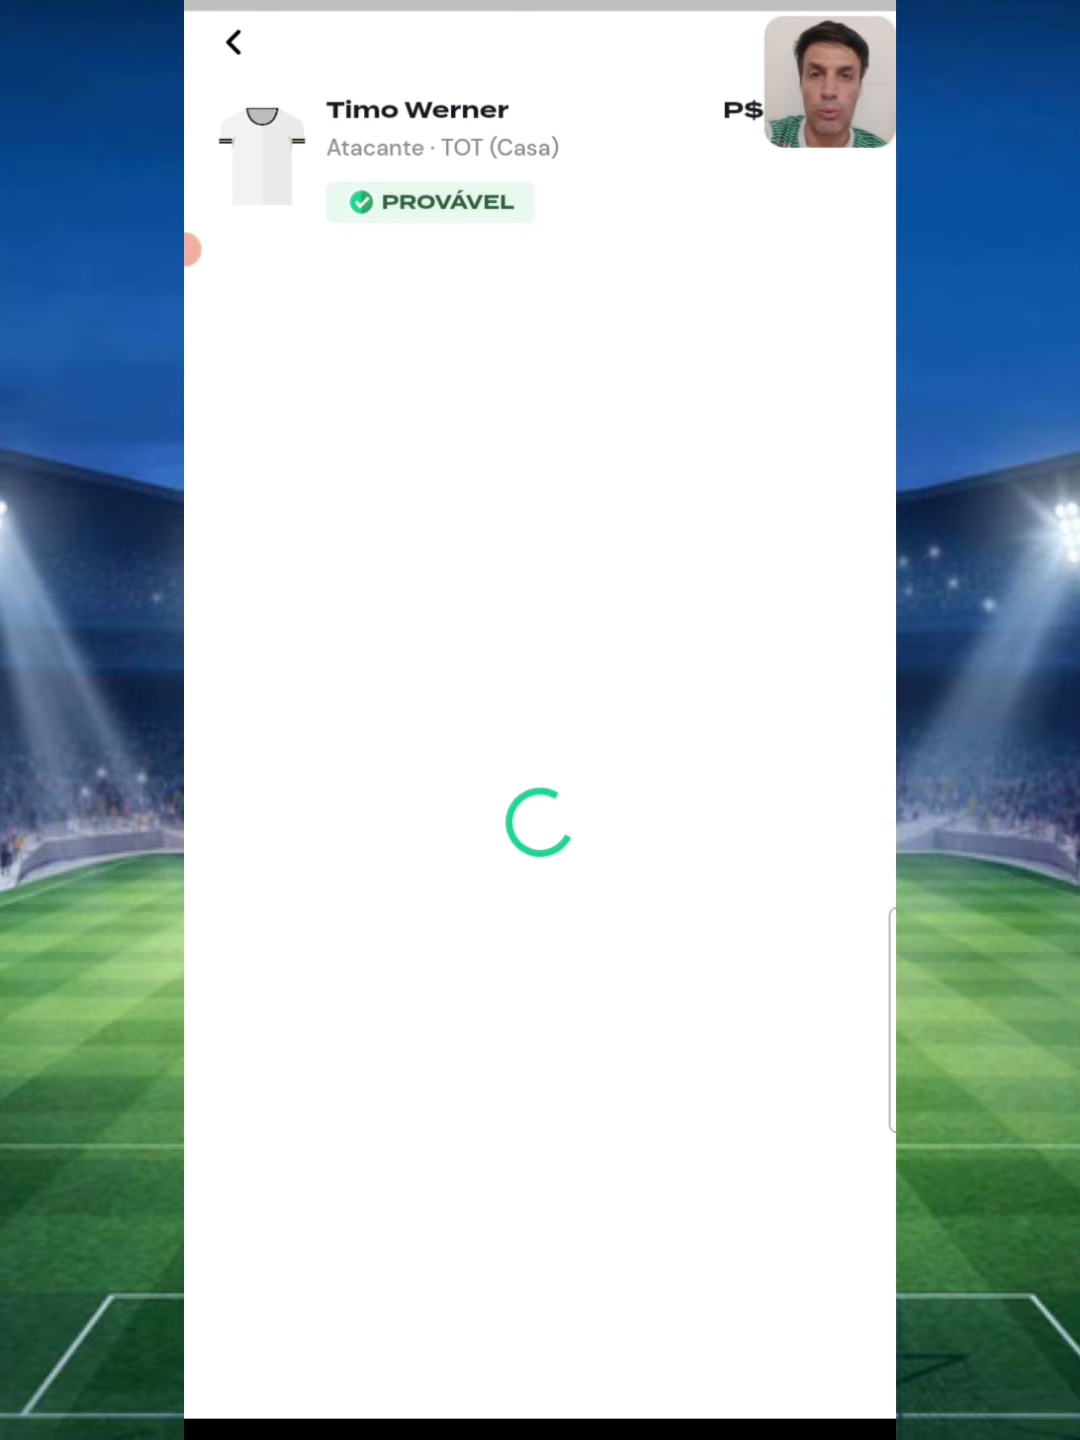 Timo Werner
P$
Atacante · TOT (Casa)
PROVÁVEL